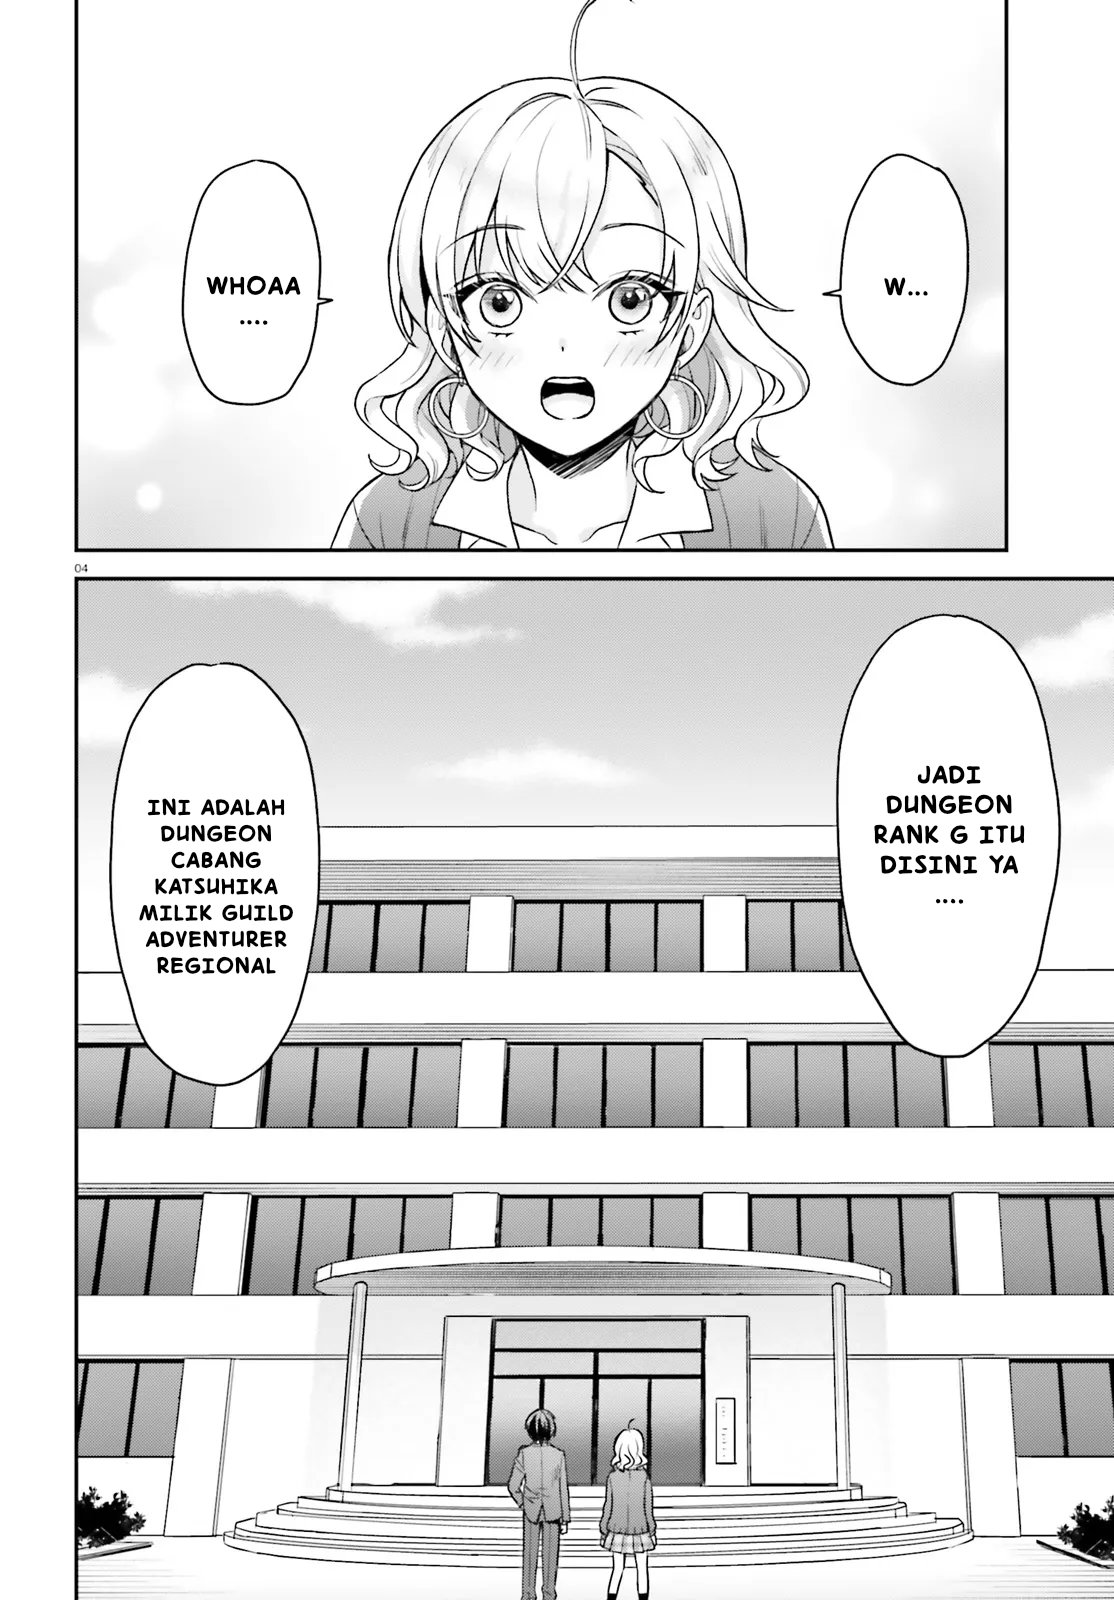 W...
WHOAA
....
04
JADI
DUNGEON
RANK G ITU
DISINI YA
....
INI ADALAH
DUNGEON
CABANG
KATSUHIKA
MILIK GUILD
ADVENTURER
REGIONAL